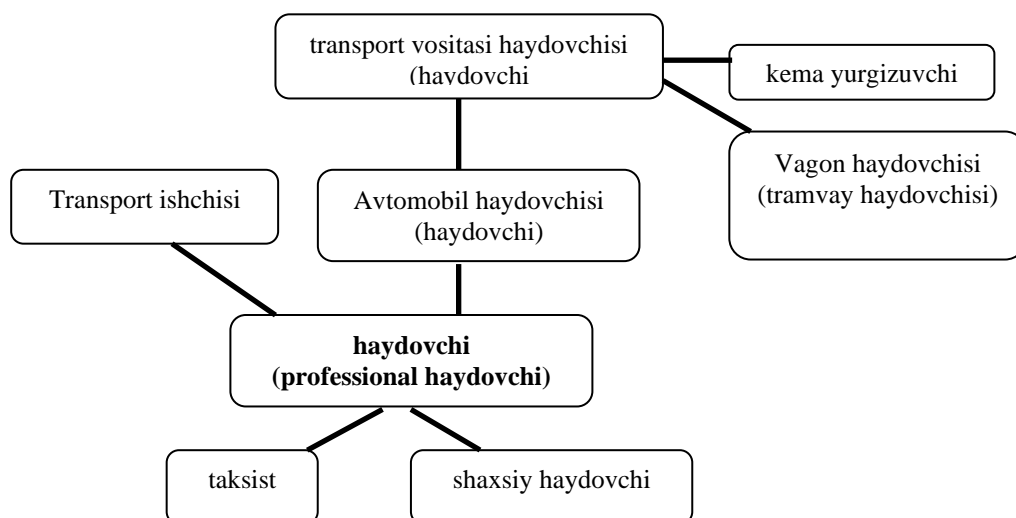 transport vositasi haydovchisi
(haydovchi
kema yurgizuvchi
Vagon haydovchisi
(tramvay haydovchisi)
Transport ishchisi
Avtomobil haydovchisi
(haydovchi)
haydovchi
(professional haydovchi)
taksist
shaxsiy haydovchi